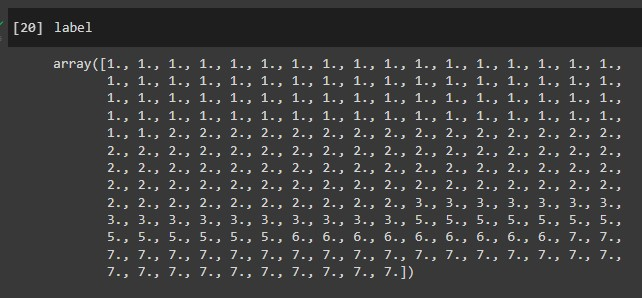 [20] label
array([1., 1., 1., 1., 1., 1., 1., 1., 1., 1., 1., 1., 1., 1., 1., 1., 1.,
1., 1., 1., 1., 1., 1., 1., 1., 1., 1., 1., 1., 1., 1., 1., 1., 1.,
1., 1., 1., 1., 1., 1., 1., 1., 1., 1., 1., 1., 1., 1., 1., 1., 1.,
1., 1., 1., 1., 1., 1., 1., 1., 1., 1., 1., 1., 1., 1., 1., 1., 1.,
1., 1., 2., 2., 2., 2., 2., 2., 2., 2., 2., 2., 2., 2., 2., 2., 2.,
2., 2., 2., 2., 2., 2., 2., 2., 2., 2., 2., 2., 2., 2., 2., 2., 2.,
2., 2., 2., 2., 2., 2., 2., 2., 2., 2., 2., 2., 2., 2., 2., 2., 2.,
2., 2., 2., 2., 2., 2., 2., 2., 2., 2., 2., 2., 2., 2., 2., 2., 2.,
2., 2., 2., 2., 2., 2., 2., 2., 2., 2., 3., 3., 3., 3., 3., 3., 3.,
3., 3., 3., 3., 3., 3., 3., 3., 3., 3., 5., 5., 5., 5., 5., 5., 5.,
5., 5., 5., 5., 5., 5., 6., 6., 6., 6., 6., 6., 6., 6., 6., 7., 7.,
7., 7., 7., 7., 7., 7., 7., 7., 7., 7., 7., 7., 7., 7., 7., 7., 7.,
7., 7., 7., 7., 7., 7., 7., 7., 7., 7.])